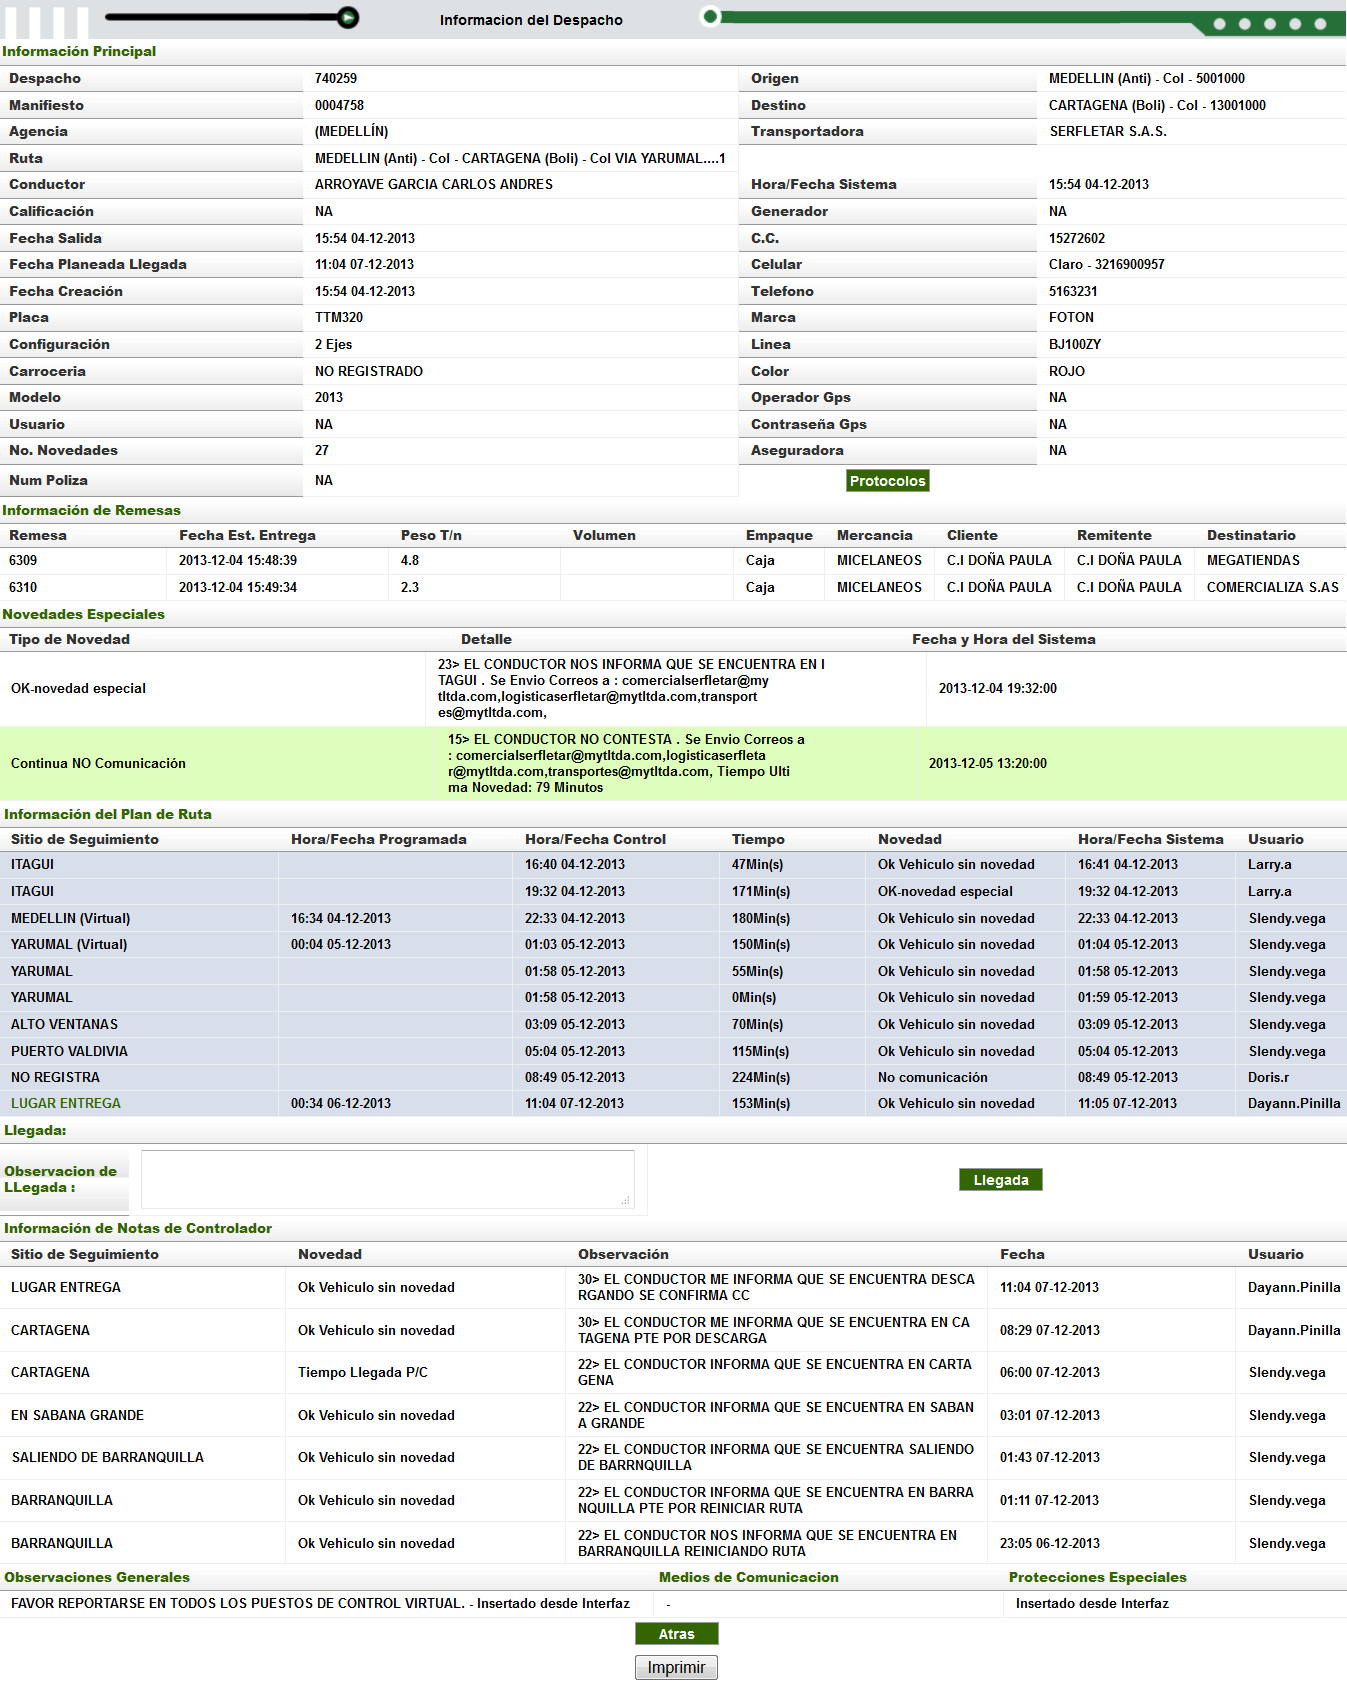 Informacion del Despacho
Información Principal
Despacho 740259 Origen MEDELLIN (Anti) - Col - 5001000
Manifiesto 0004758 Destino CARTAGENA (Boli) - Col - 13001000
Agencia (MEDELLÍN) Transportadora SERFLETAR S.A.S.
Ruta MEDELLIN (Anti) - Col - CARTAGENA (Boli) - Col VIA YARUMAL....1
Conductor ARROYAVE GARCIA CARLOS ANDRES Hora/Fecha Sistema 15:54 04-12-2013
Calificación NA Generador NA
Fecha Salida 15:54 04-12-2013 C.C. 15272602
Fecha Planeada Llegada 11:04 07-12-2013 Celular Claro - 3216900957
Fecha Creación 15:54 04-12-2013 Telefono 5163231
Placa TTM320 Marca FOTON
Configuración 2 Ejes Linea BJ100ZY
Carroceria NO REGISTRADO Color ROJO
Modelo 2013 Operador Gps NA
Usuario NA Contraseña Gps NA
No. Novedades 27 Aseguradora NA
Num Poliza NA Protocolos
Información de Remesas
Remesa Fecha Est. Entrega Peso T/n Volumen Empaque Mercancia Cliente Remitente Destinatario
6309 2013-12-04 15:48:39 4.8 Caja MICELANEOS C.I DOÑA PAULA C.I DOÑA PAULA MEGATIENDAS
6310 2013-12-04 15:49:34 2.3 Caja MICELANEOS C.I DOÑA PAULA C.I DOÑA PAULA COMERCIALIZA S.AS
Novedades Especiales
Tipo de Novedad Detalle Fecha y Hora del Sistema
23> EL CONDUCTOR NOS INFORMA QUE SE ENCUENTRA EN I
TAGUI . Se Envio Correos a : comercialserfletar@my
OK-novedad especial tltda.com,logisticaserfletar@mytltda.com,transport 2013-12-04 19:32:00
es@mytltda.com,
15> EL CONDUCTOR NO CONTESTA . Se Envio Correos a
: comercialserfletar@mytltda.com,logisticaserfleta
Continua NO Comunicación r@mytltda.com,transportes@mytltda.com, Tiempo Ulti 2013-12-05 13:20:00
ma Novedad: 79 Minutos
Información del Plan de Ruta
Sitio de Seguimiento Hora/Fecha Programada Hora/Fecha Control Tiempo Novedad Hora/Fecha Sistema Usuario
ITAGUI 16:40 04-12-2013 47Min(s) Ok Vehiculo sin novedad 16:41 04-12-2013 Larry.a
ITAGUI 19:32 04-12-2013 171Min(s) OK-novedad especial 19:32 04-12-2013 Larry.a
MEDELLIN (Virtual) 16:34 04-12-2013 22:33 04-12-2013 180Min(s) Ok Vehiculo sin novedad 22:33 04-12-2013 Slendy.vega
YARUMAL (Virtual) 00:04 05-12-2013 01:03 05-12-2013 150Min(s) Ok Vehiculo sin novedad 01:04 05-12-2013 Slendy.vega
YARUMAL 01:58 05-12-2013 55Min(s) Ok Vehiculo sin novedad 01:58 05-12-2013 Slendy.vega
YARUMAL 01:58 05-12-2013 0Min(s) Ok Vehiculo sin novedad 01:59 05-12-2013 Slendy.vega
ALTO VENTANAS 03:09 05-12-2013 70Min(s) Ok Vehiculo sin novedad 03:09 05-12-2013 Slendy.vega
PUERTO VALDIVIA 05:04 05-12-2013 115Min(s) Ok Vehiculo sin novedad 05:04 05-12-2013 Slendy.vega
NO REGISTRA 08:49 05-12-2013 224Min(s) No comunicación 08:49 05-12-2013 Doris.r
LUGAR ENTREGA 00:34 06-12-2013 11:04 07-12-2013 153Min(s) Ok Vehiculo sin novedad 11:05 07-12-2013 Dayann.Pinilla
Llegada:
Observacion de
LLegada : Llegada
Información de Notas de Controlador
Sitio de Seguimiento Novedad Observación Fecha Usuario
LUGAR ENTREGA Ok Vehiculo sin novedad 30> EL CONDUCTOR ME INFORMA QUE SE ENCUENTRA DESCA 11:04 07-12-2013 Dayann.Pinilla
RGANDO SE CONFIRMA CC
CARTAGENA Ok Vehiculo sin novedad 30> EL CONDUCTOR ME INFORMA QUE SE ENCUENTRA EN CA 08:29 07-12-2013 Dayann.Pinilla
TAGENA PTE POR DESCARGA
CARTAGENA Tiempo Llegada P/C 22> EL CONDUCTOR INFORMA QUE SE ENCUENTRA EN CARTA 06:00 07-12-2013 Slendy.vega
GENA
EN SABANA GRANDE Ok Vehiculo sin novedad 22> EL CONDUCTOR INFORMA QUE SE ENCUENTRA EN SABAN 03:01 07-12-2013 Slendy.vega
A GRANDE
SALIENDO DE BARRANQUILLA Ok Vehiculo sin novedad 22> EL CONDUCTOR INFORMA QUE SE ENCUENTRA SALIENDO 01:43 07-12-2013 Slendy.vega
DE BARRNQUILLA
BARRANQUILLA Ok Vehiculo sin novedad 22> EL CONDUCTOR INFORMA QUE SE ENCUENTRA EN BARRA 01:11 07-12-2013 Slendy.vega
NQUILLA PTE POR REINICIAR RUTA
BARRANQUILLA Ok Vehiculo sin novedad 22> EL CONDUCTOR NOS INFORMA QUE SE ENCUENTRA EN 23:05 06-12-2013 Slendy.vega
BARRANQUILLA REINICIANDO RUTA
Observaciones Generales Medios de Comunicacion Protecciones Especiales
FAVOR REPORTARSE EN TODOS LOS PUESTOS DE CONTROL VIRTUAL. - Insertado desde Interfaz - Insertado desde Interfaz
Atras
Imprimir